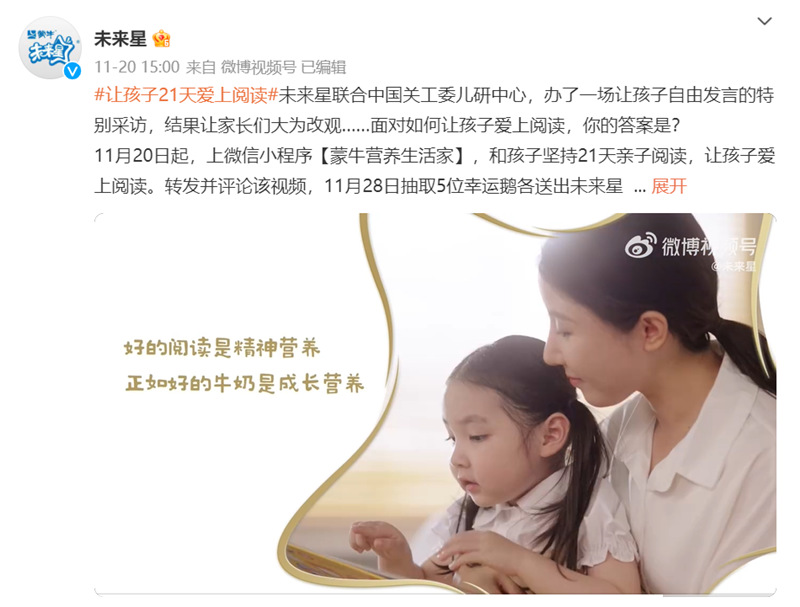 蒙牛
未来星
未来星
11-20 15:00 来自 微博视频号 已编辑
#让孩子21天爱上阅读#未来星联合中国关工委儿研中心，办了一场让孩子自由发言的特
别采访，结果让家长们大为改观......面对如何让孩子爱上阅读，你的答案是？
11月20日起，上微信小程序【蒙牛营养生活家】，和孩子坚持21天亲子阅读，让孩子爱
上阅读。转发并评论该视频，11月28日抽取5位幸运鹅各送出未来星 ... 展开
微博视频号
@未来星
好的阅读是精神营养
正如好的牛奶是成长营养